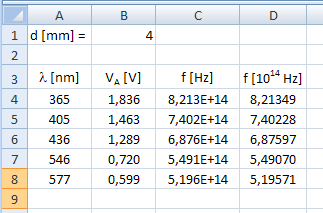 A B C D
1 d [mm] = 4
2
3 λ [nm] V_A [V] f [Hz] f [10^14 Hz]
4 365 1,836 8,213E+14 8,21349
5 405 1,463 7,402E+14 7,40228
6 436 1,289 6,876E+14 6,87597
7 546 0,720 5,491E+14 5,49070
8 577 0,599 5,196E+14 5,19571
9